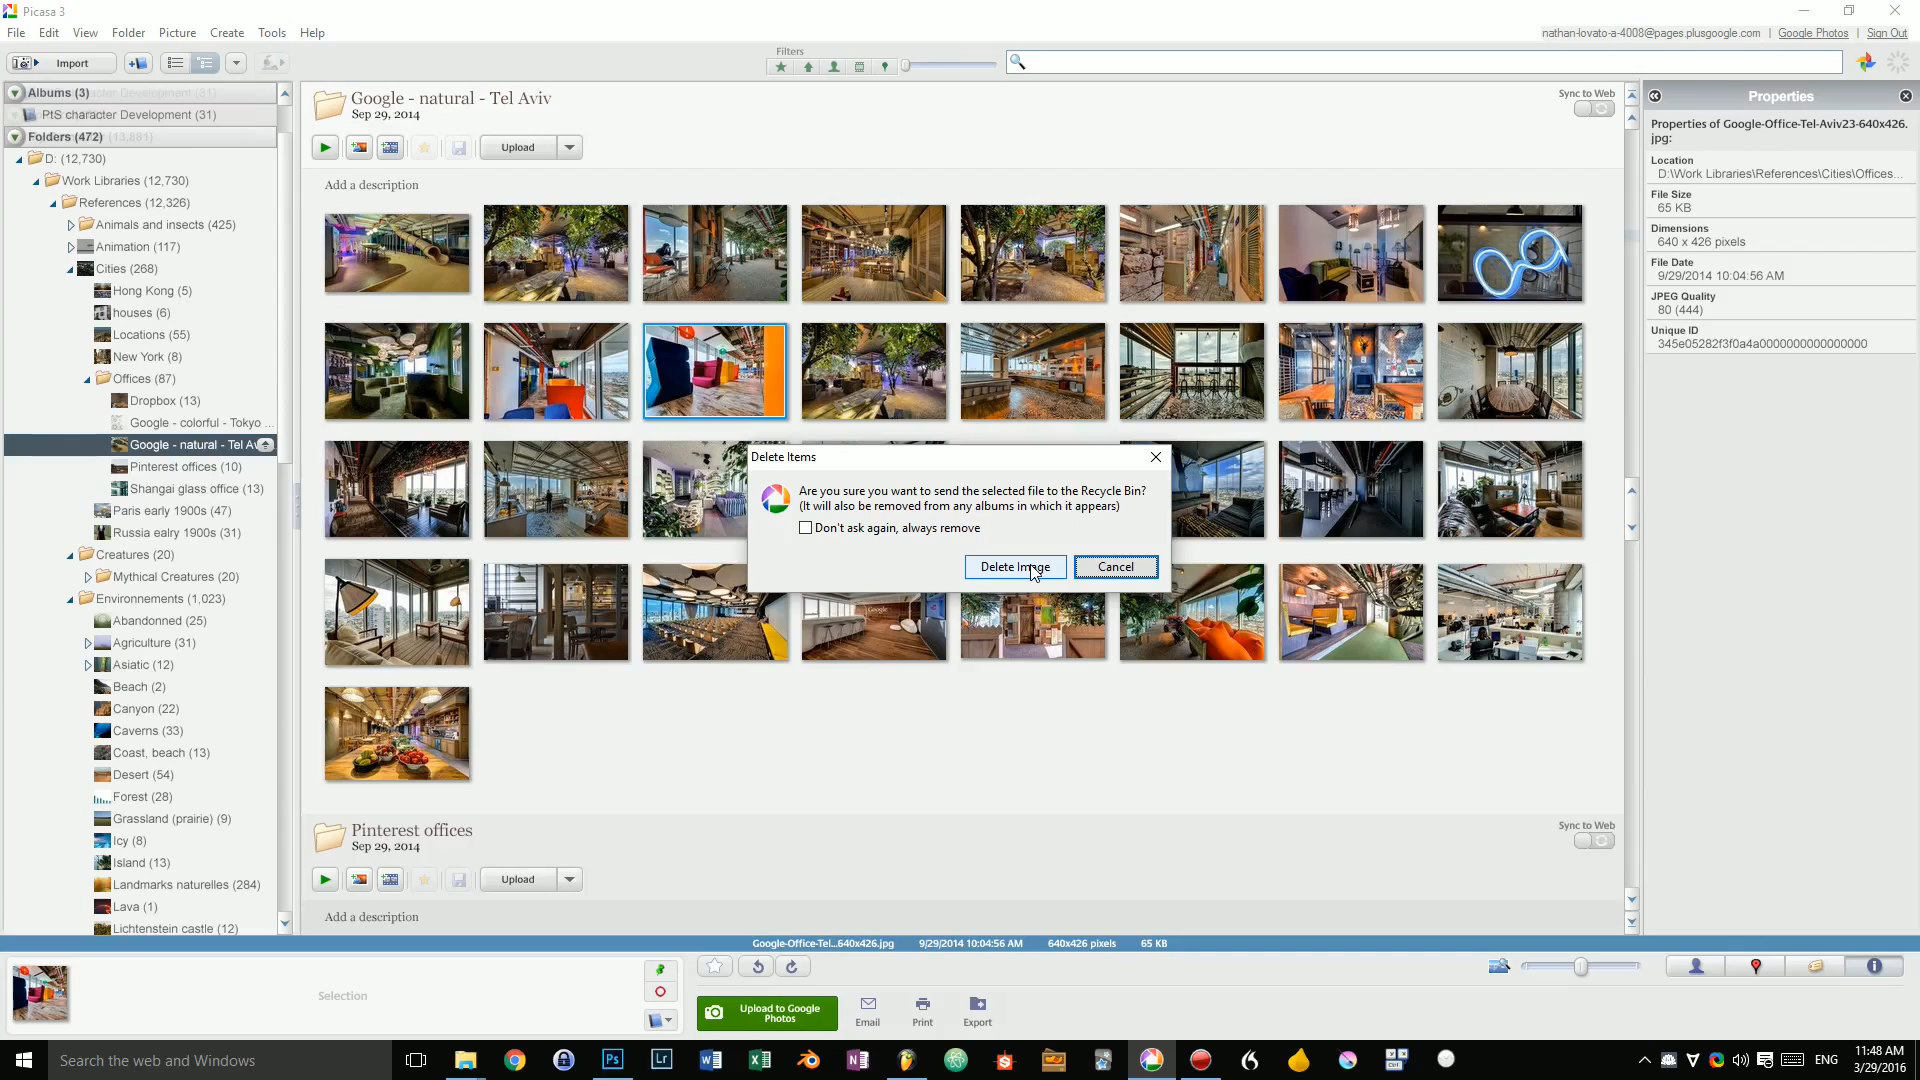 Picasa 3
File Edit View Folder Picture Create Tools Help
nathan-lovato-a-4008@pages.plusgoogle.com | Google Photos | Sign Out
Import
Filters
Albums (3)
PtS character Development (31)
Folders (472)
D: (12,730)
Work Libraries (12,730)
References (12,326)
Animals and insects (425)
Animation (117)
Cities (268)
Hong Kong (5)
houses (6)
Locations (55)
New York (8)
Offices (87)
Dropbox (13)
Google - colorful - Tokyo ...
Google - natural - Tel Av
Pinterest offices (10)
Shangai glass office (13)
Paris early 1900s (47)
Russia ealry 1900s (31)
Creatures (20)
Mythical Creatures (20)
Environnements (1,023)
Abandonned (25)
Agriculture (31)
Asiatic (12)
Beach (2)
Canyon (22)
Caverns (33)
Coast, beach (13)
Desert (54)
Forest (28)
Grassland (prairie) (9)
Icy (8)
Island (13)
Landmarks naturelles (284)
Lava (1)
Lichtenstein castle (12)
Google - natural - Tel Aviv
Sep 29, 2014
Sync to Web
Upload
Add a description
Delete Items
Are you sure you want to send the selected file to the Recycle Bin?
(It will also be removed from any albums in which it appears)
Don't ask again, always remove
Delete Image
Cancel
Google
Pinterest offices
Sep 29, 2014
Sync to Web
Upload
Add a description
Properties
Properties of Google-Office-Tel-Aviv23-640x426.
jpg:
Location
D:\Work Libraries\References\Cities\Offices...
File Size
65 KB
Dimensions
640 x 426 pixels
File Date
9/29/2014 10:04:56 AM
JPEG Quality
80 (444)
Unique ID
345e05282f3f0a4a0000000000000000
Google-Office-Tel...640x426.jpg 9/29/2014 10:04:56 AM 640x426 pixels 65 KB
Selection
Upload to Google
Photos
Email
Print
Export
Search the web and Windows
Ps
Lr
ENG
11:48 AM
3/29/2016